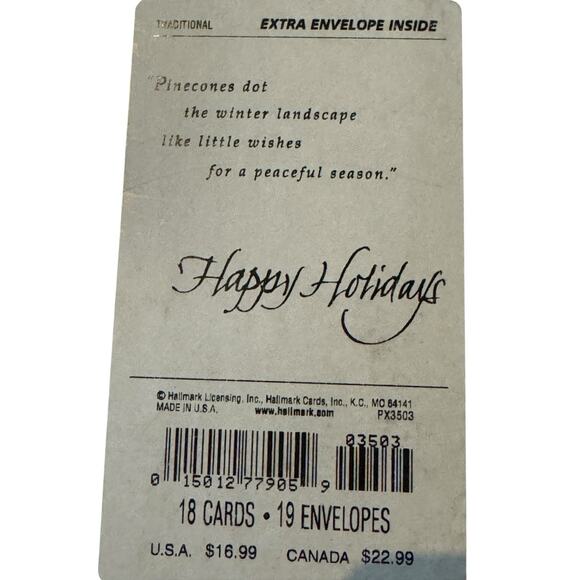 TRADITIONAL EXTRA ENVELOPE INSIDE
"Pinecones dot
the winter landscape
like little wishes
for a peaceful season."
Happy Holidays
© Hallmark Licensing, Inc., Hallmark Cards, Inc., K.C., MO 64141
MADE IN U.S.A. www.hallmark.com PX3503
03503
0 15012 77905 9
18 CARDS • 19 ENVELOPES
U.S.A. $16.99 CANADA $22.99